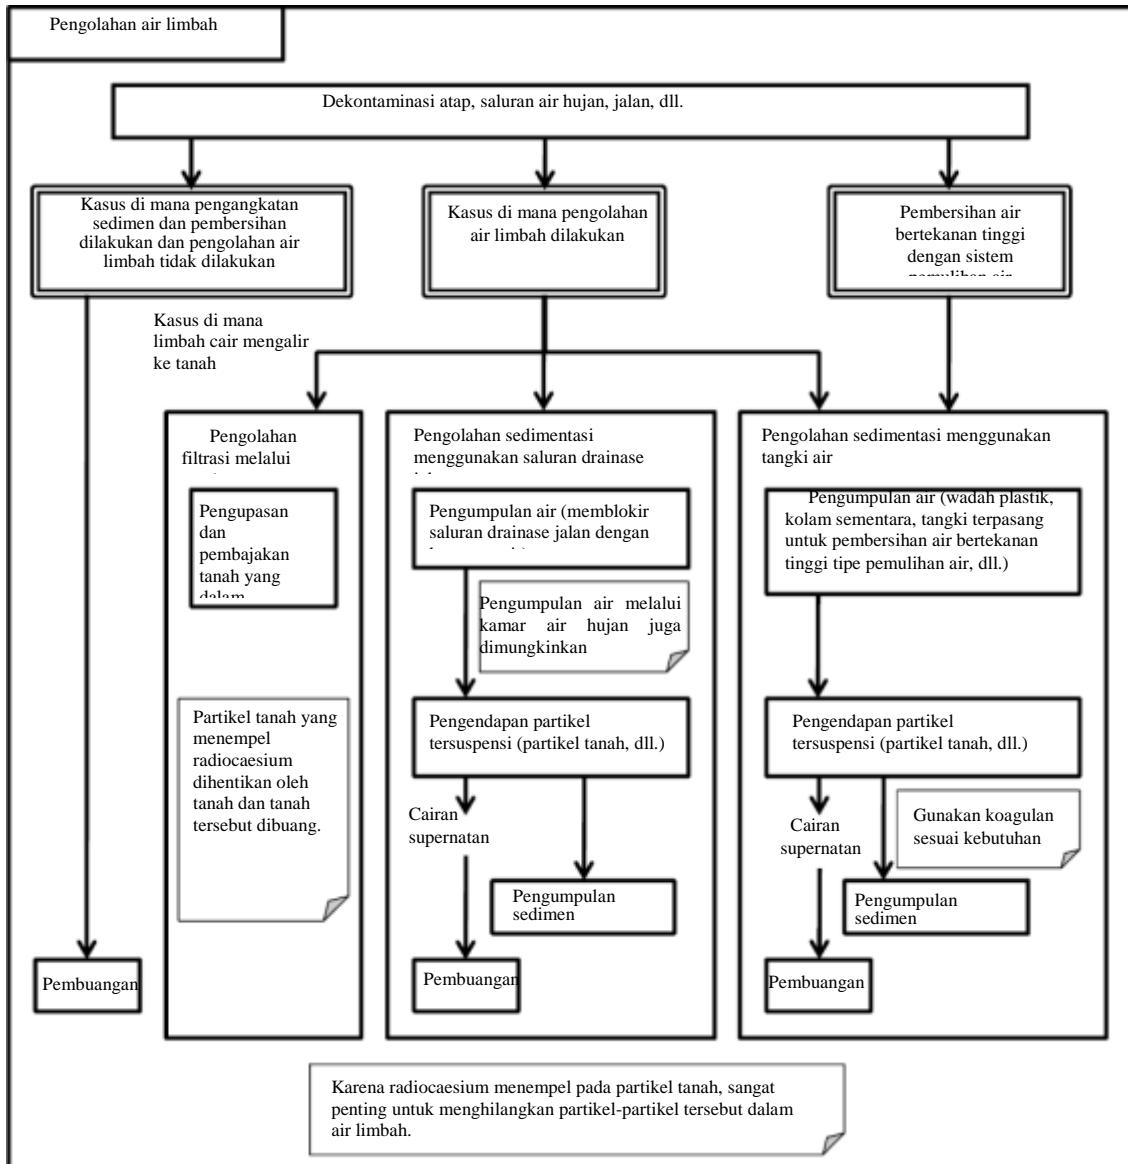 Pengolahan air limbah
Dekontaminasi atap, saluran air hujan, jalan, dll.
Kasus di mana pengangkatan
sedimen dan pembersihan
dilakukan dan pengolahan air
limbah tidak dilakukan
Kasus di mana pengolahan
air limbah dilakukan
Pembersihan air
bertekanan tinggi
dengan sistem
pemulihan air
Kasus di mana
limbah cair mengalir
ke tanah
Pengolahan
filtrasi melalui
Pengupasan
dan
pembajakan
tanah yang
dalam
Partikel tanah yang
menempel
radiocaesium
dihentikan oleh
tanah dan tanah
tersebut dibuang.
Pengolahan sedimentasi
menggunakan saluran drainase
Pengumpulan air (memblokir
saluran drainase jalan dengan
Pengumpulan air melalui
kamar air hujan juga
dimungkinkan
Pengendapan partikel
tersuspensi (partikel tanah, dll.)
Cairan
supernatan
Pengumpulan
sedimen
Pembuangan
Pengolahan sedimentasi menggunakan
tangki air
Pengumpulan air (wadah plastik,
kolam sementara, tangki terpasang
untuk pembersihan air bertekanan
tinggi tipe pemulihan air, dll.)
Pengendapan partikel
tersuspensi (partikel tanah, dll.)
Cairan
supernatan
Gunakan koagulan
sesuai kebutuhan
Pengumpulan
sedimen
Pembuangan
Pembuangan
Karena radiocaesium menempel pada partikel tanah, sangat
penting untuk menghilangkan partikel-partikel tersebut dalam
air limbah.